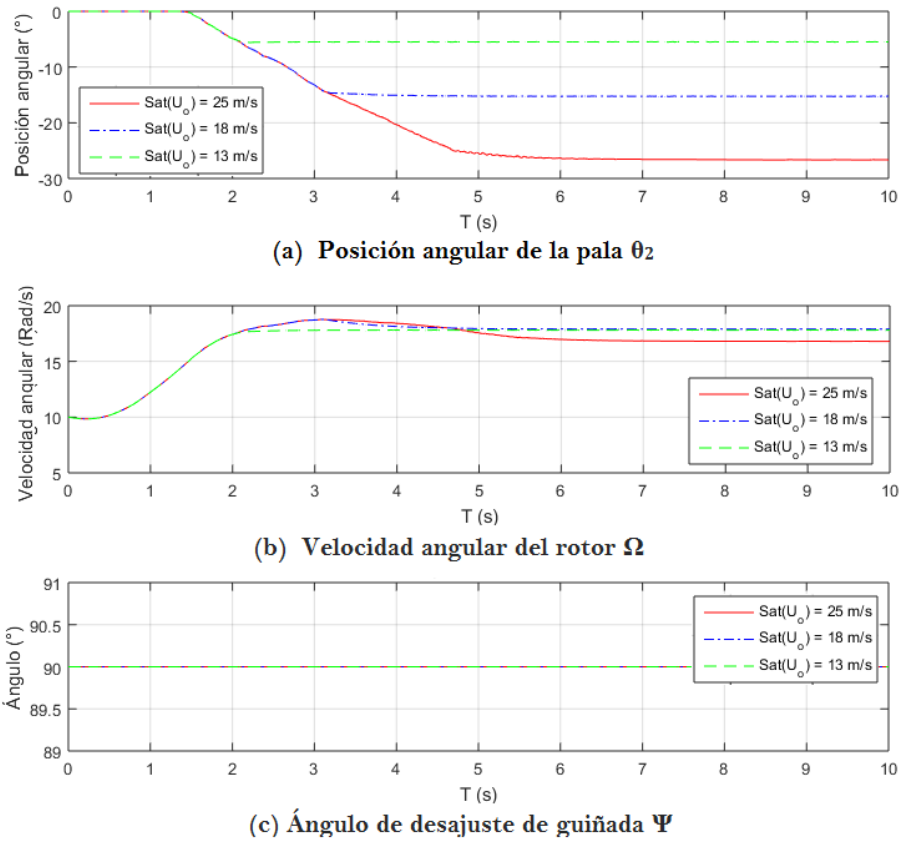 0
-10
-20
-30
Posición angular (°)
Sat(U_o) = 25 m/s
Sat(U_o) = 18 m/s
Sat(U_o) = 13 m/s
0 1 2 3 4 5 6 7 8 9 10
T (s)
(a) Posición angular de la pala θ2
20
15
10
5
Velocidad angular (Rad/s)
Sat(U_o) = 25 m/s
Sat(U_o) = 18 m/s
Sat(U_o) = 13 m/s
0 1 2 3 4 5 6 7 8 9 10
T (s)
(b) Velocidad angular del rotor Ω
91
90.5
90
89.5
89
Ángulo (°)
Sat(U_o) = 25 m/s
Sat(U_o) = 18 m/s
Sat(U_o) = 13 m/s
0 1 2 3 4 5 6 7 8 9 10
T (s)
(c) Ángulo de desajuste de guiñada Ψ